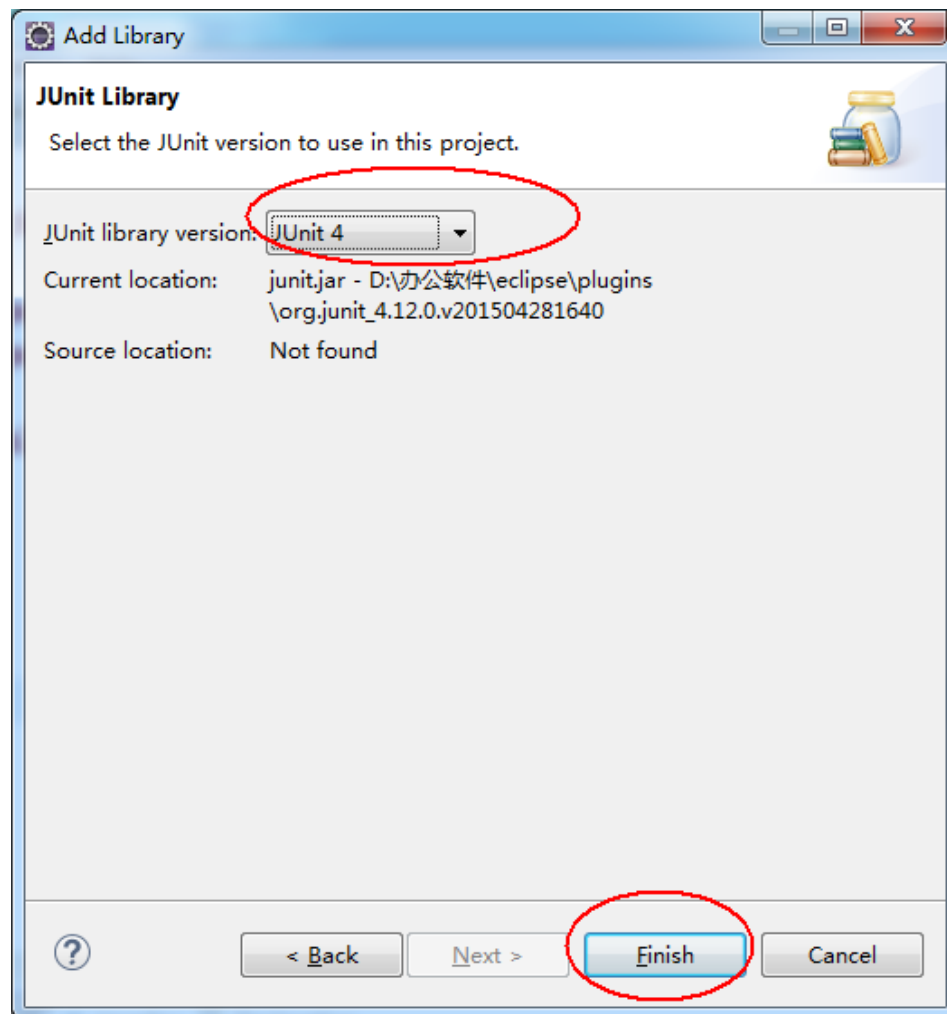 Add Library
JUnit Library
Select the JUnit version to use in this project.
JUnit library version: JUnit 4
Current location: junit.jar - D:\办公软件\eclipse\plugins
\org.junit_4.12.0.v201504281640
Source location: Not found
? < Back Next > Finish Cancel